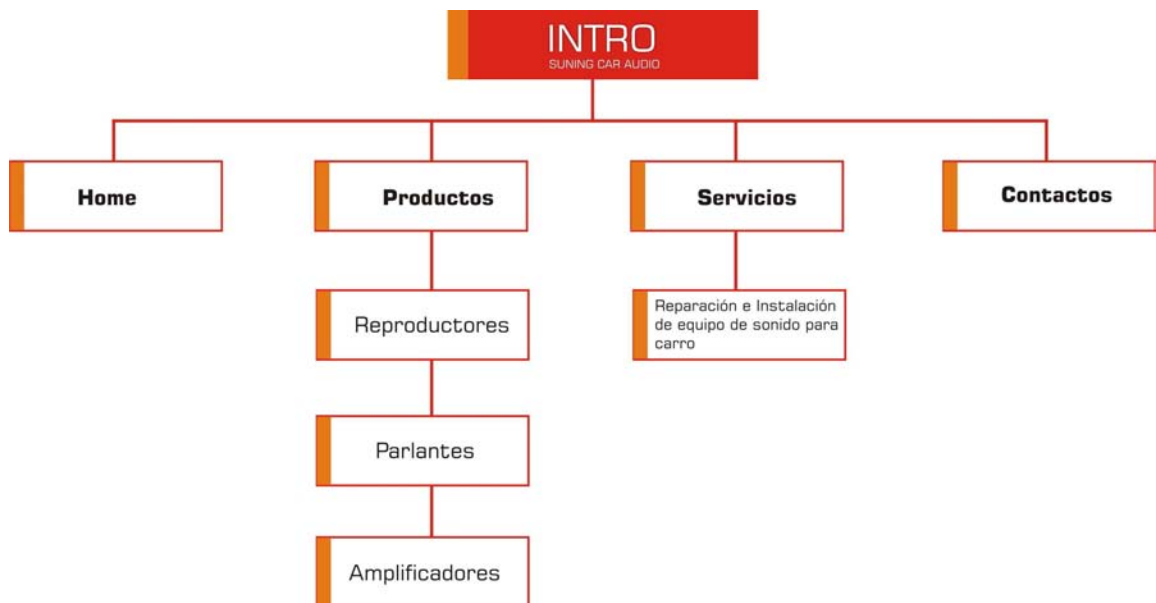 INTRO
SUNING CAR AUDIO
Home
Productos
Servicios
Contactos
Reproductores
Reparación e Instalación
de equipo de sonido para
carro
Parlantes
Amplificadores